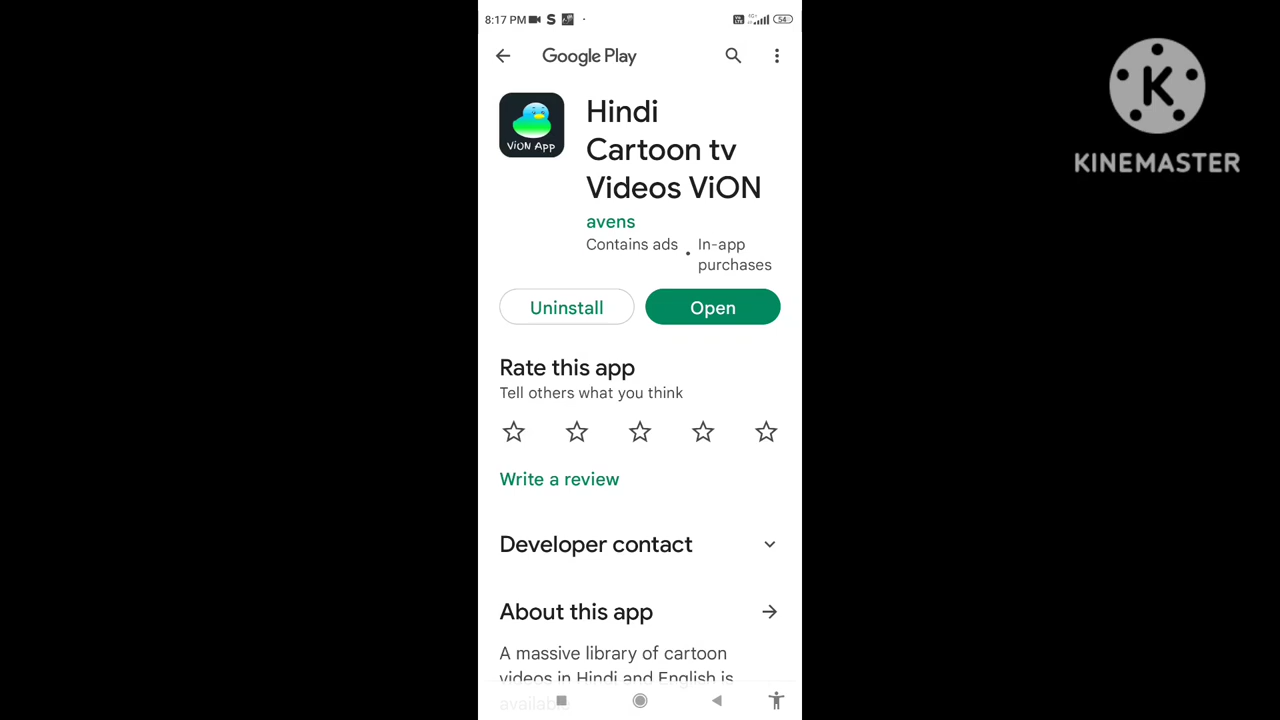 8:17 PM
54
Google Play
KINEMASTER
ViON App
Hindi
Cartoon tv
Videos ViON
avens
Contains ads • In-app
purchases
Uninstall
Open
Rate this app
Tell others what you think
Write a review
Developer contact
About this app
A massive library of cartoon
videos in Hindi and English is
available